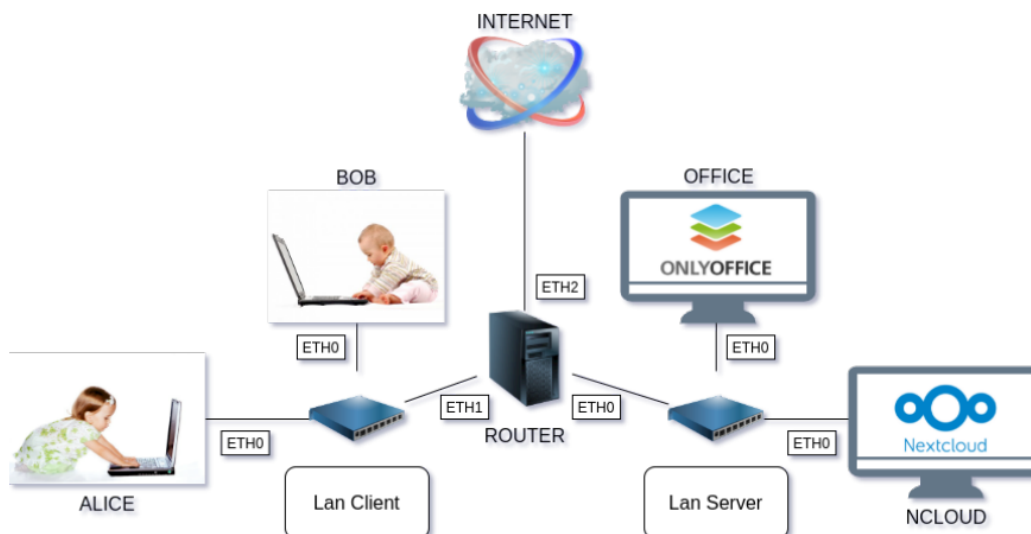 INTERNET
BOB
OFFICE
ONLYOFFICE
ETH2
ETH0
ETH0
ETH1
ETH0
ROUTER
ETH0
ETH0
Nextcloud
ALICE
Lan Client
Lan Server
NCLOUD